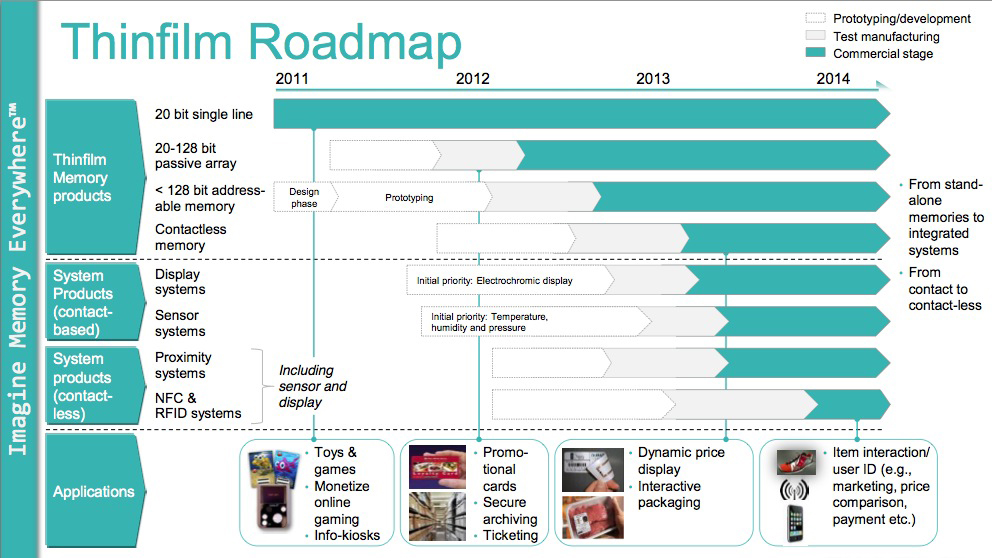 Thinfilm Roadmap
Prototyping/development
Test manufacturing
Commercial stage
Imagine Memory Everywhere™
2011
2012
2013
2014
Thinfilm
Memory
products
20 bit single line
20-128 bit
passive array
< 128 bit address-
able memory
Design
phase
Prototyping
Contactless
memory
• From stand-
alone
memories to
integrated
systems
• From
contact to
contact-less
System
Products
(contact-
based)
Display
systems
Initial priority: Electrochromic display
Sensor
systems
Initial priority: Temperature,
humidity and pressure
System
products
(contact-
less)
Proximity
systems
NFC &
RFID systems
Including
sensor and
display
Applications
• Toys &
games
• Monetize
online
gaming
• Info-kiosks
• Promo-
tional
cards
• Secure
archiving
• Ticketing
• Dynamic price
display
• Interactive
packaging
• Item interaction/
user ID (e.g.,
marketing, price
comparison,
payment etc.)